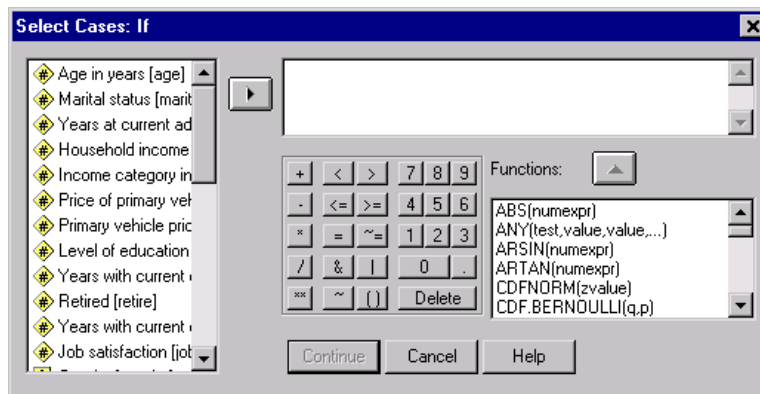 Select Cases: If
Age in years [age]
Marital status [marit
Years at current ad
Household income
Income category in
Price of primary veh
Primary vehicle pric
Level of education
Years with current
Retired [retire]
Years with current
Job satisfaction [job
+ < > 7 8 9
- <= >= 4 5 6
* = ~= 1 2 3
/ & | 0 .
** ~ () Delete
Functions:
ABS(numexpr)
ANY(test,value,value,...)
ARSIN(numexpr)
ARTAN(numexpr)
CDFNORM(zvalue)
CDF.BERNOULLI(q,p)
Continue Cancel Help